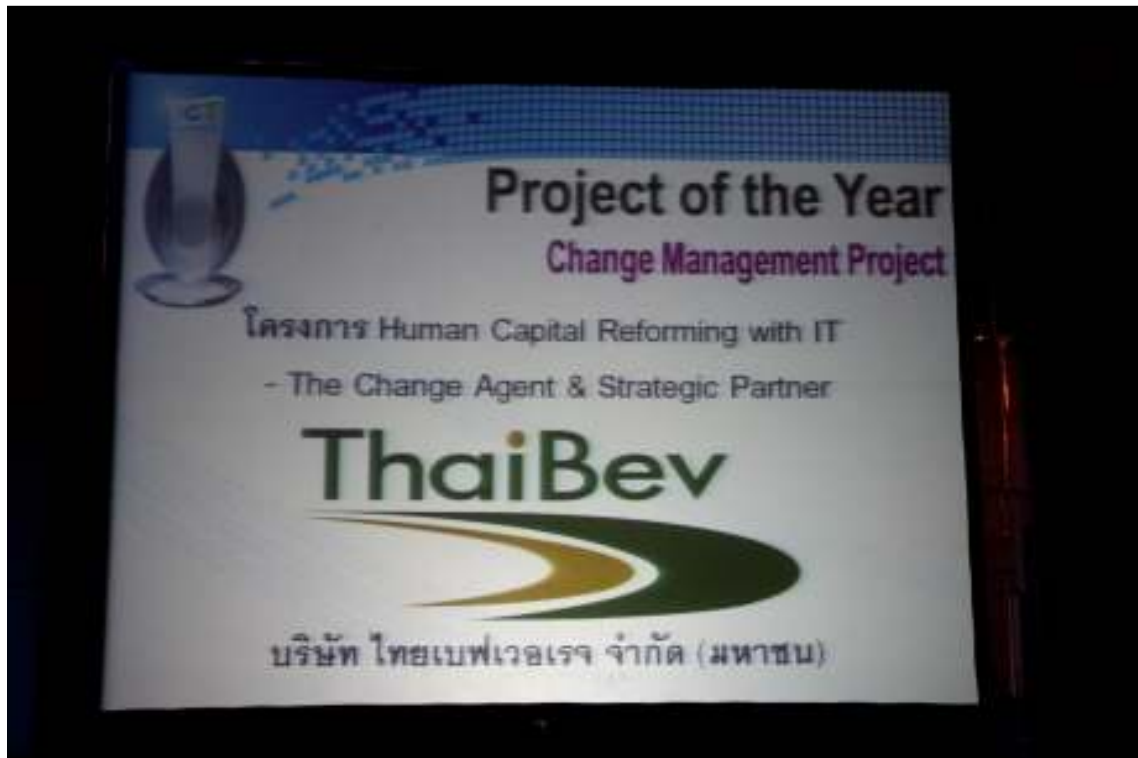 Project of the Year
Change Management Project
โครงการ Human Capital Reforming with IT
- The Change Agent & Strategic Partner
ThaiBev
บริษัท ไทยเบฟเวอเรจ จำกัด (มหาชน)